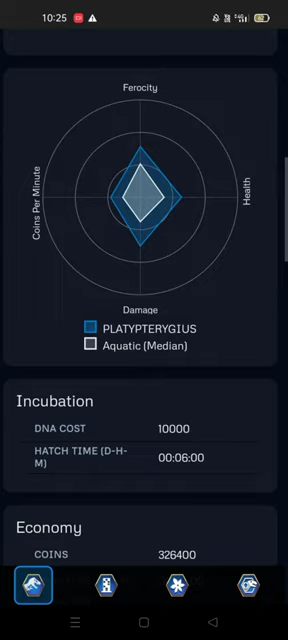 10:25
Ferocity
Coins Per Minute
Health
Damage
PLATYPTERYGIUS
Aquatic (Median)
Incubation
DNA COST 10000
HATCH TIME (D-H-
M) 00:06:00
Economy
COINS 326400